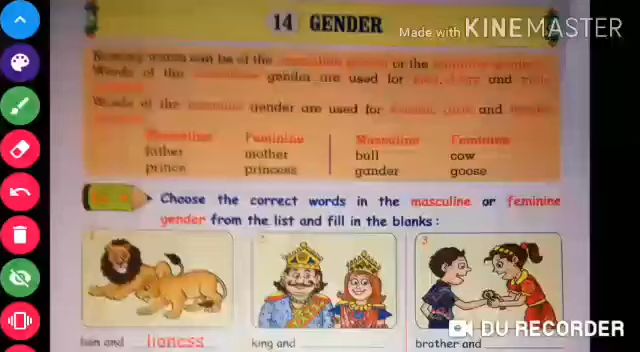 14 GENDER
Made with KINEMASTER
words can be of the or the
Words of the gender are used for and
Words of the gender are used for and
Masculine Feminine Masculine Feminine
father mother bull cow
prince princess gander goose
Choose the correct words in the masculine or feminine
gender from the list and fill in the blanks :
1 2 3
lion and lioness king and brother and
DU RECORDER